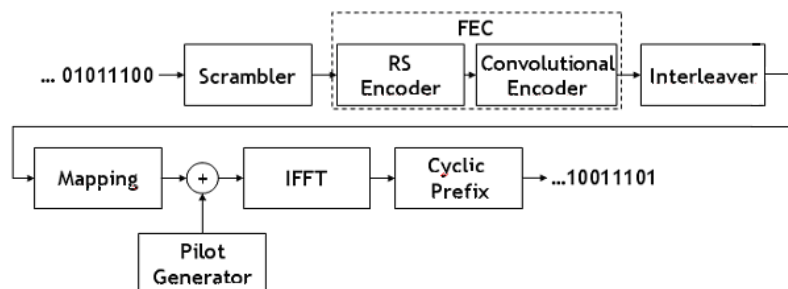 FEC
... 01011100
Scrambler
RS
Encoder
Convolutional
Encoder
Interleaver
Mapping
+
IFFT
Cyclic
Prefix
...10011101
Pilot
Generator